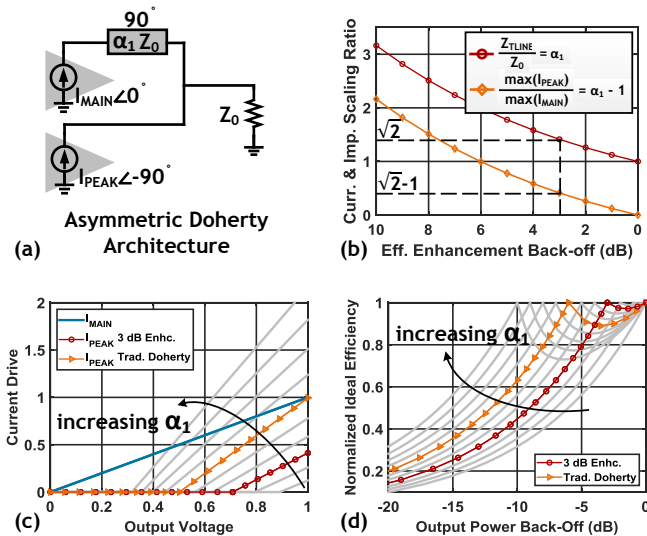 90°
α1 Z0
IMAIN∠0°
Z0
IPEAK∠-90°
Asymmetric Doherty
Architecture
(a)
Curr. & Imp. Scaling Ratio
3
2
1
0
ZTLINE
Z0
= α1
max(IPEAK)
max(IMAIN)
= α1 - 1
√2
√2-1
10 8 6 4 2 0
Eff. Enhancement Back-off (dB)
(b)
Current Drive
2
1.5
1
0.5
0
IMAIN
IPEAK 3 dB Enhc.
IPEAK Trad. Doherty
increasing α1
0 0.2 0.4 0.6 0.8 1
Output Voltage
(c)
Normalized Ideal Efficiency
1
0.8
0.6
0.4
0.2
increasing α1
3 dB Enhc.
Trad. Doherty
-20 -15 -10 -5 0
Output Power Back-Off (dB)
(d)